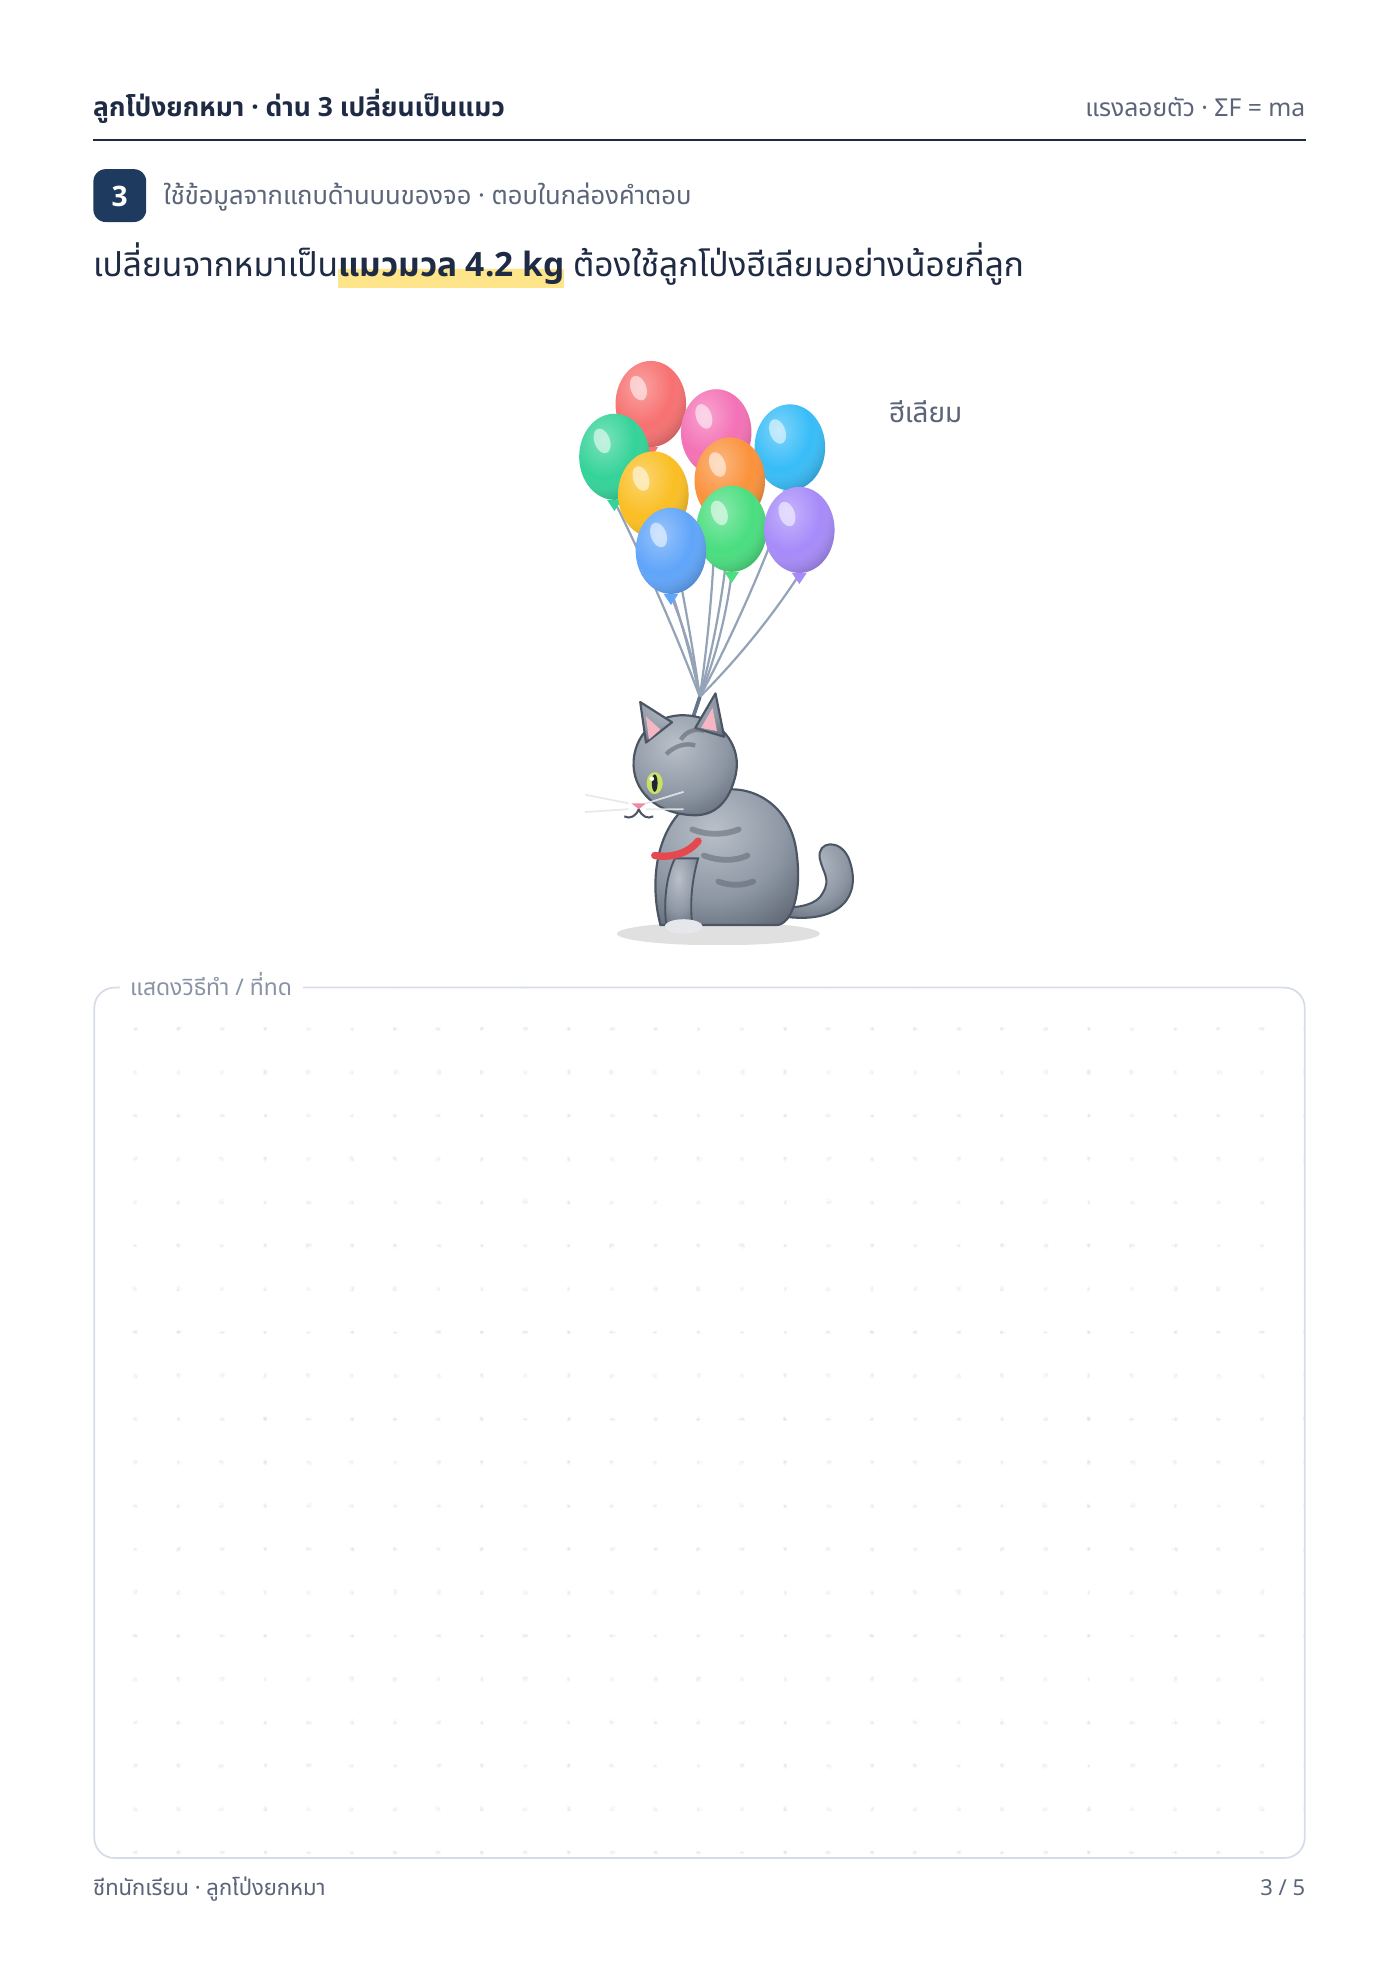 ลูกโป่งยกหมา · ด่าน 3 เปลี่ยนเป็นแมว
แรงลอยตัว · ΣF = ma
3 ใช้ข้อมูลจากแถบด้านบนของจอ · ตอบในกล่องคำตอบ
เปลี่ยนจากหมาเป็นแมวมวล 4.2 kg ต้องใช้ลูกโป่งฮีเลียมอย่างน้อยกี่ลูก
ฮีเลียม
แสดงวิธีทำ / ที่ทด
ชีทนักเรียน · ลูกโป่งยกหมา
3 / 5